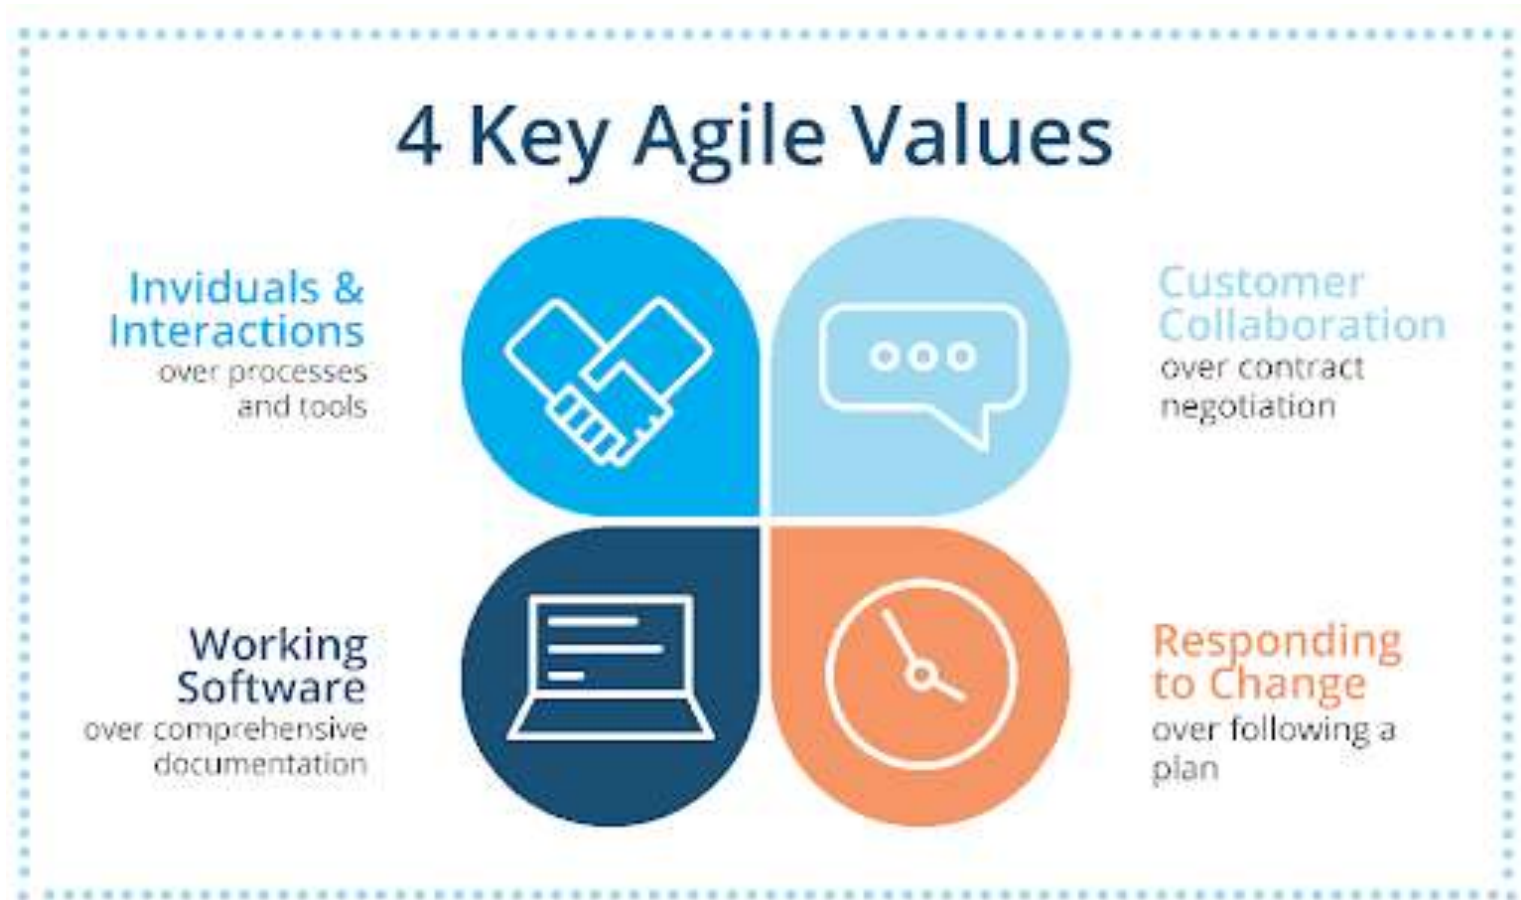 4 Key Agile Values
Inviduals &
Interactions
over processes
and tools
Customer
Collaboration
over contract
negotiation
Working
Software
over comprehensive
documentation
Responding
to Change
over following a
plan